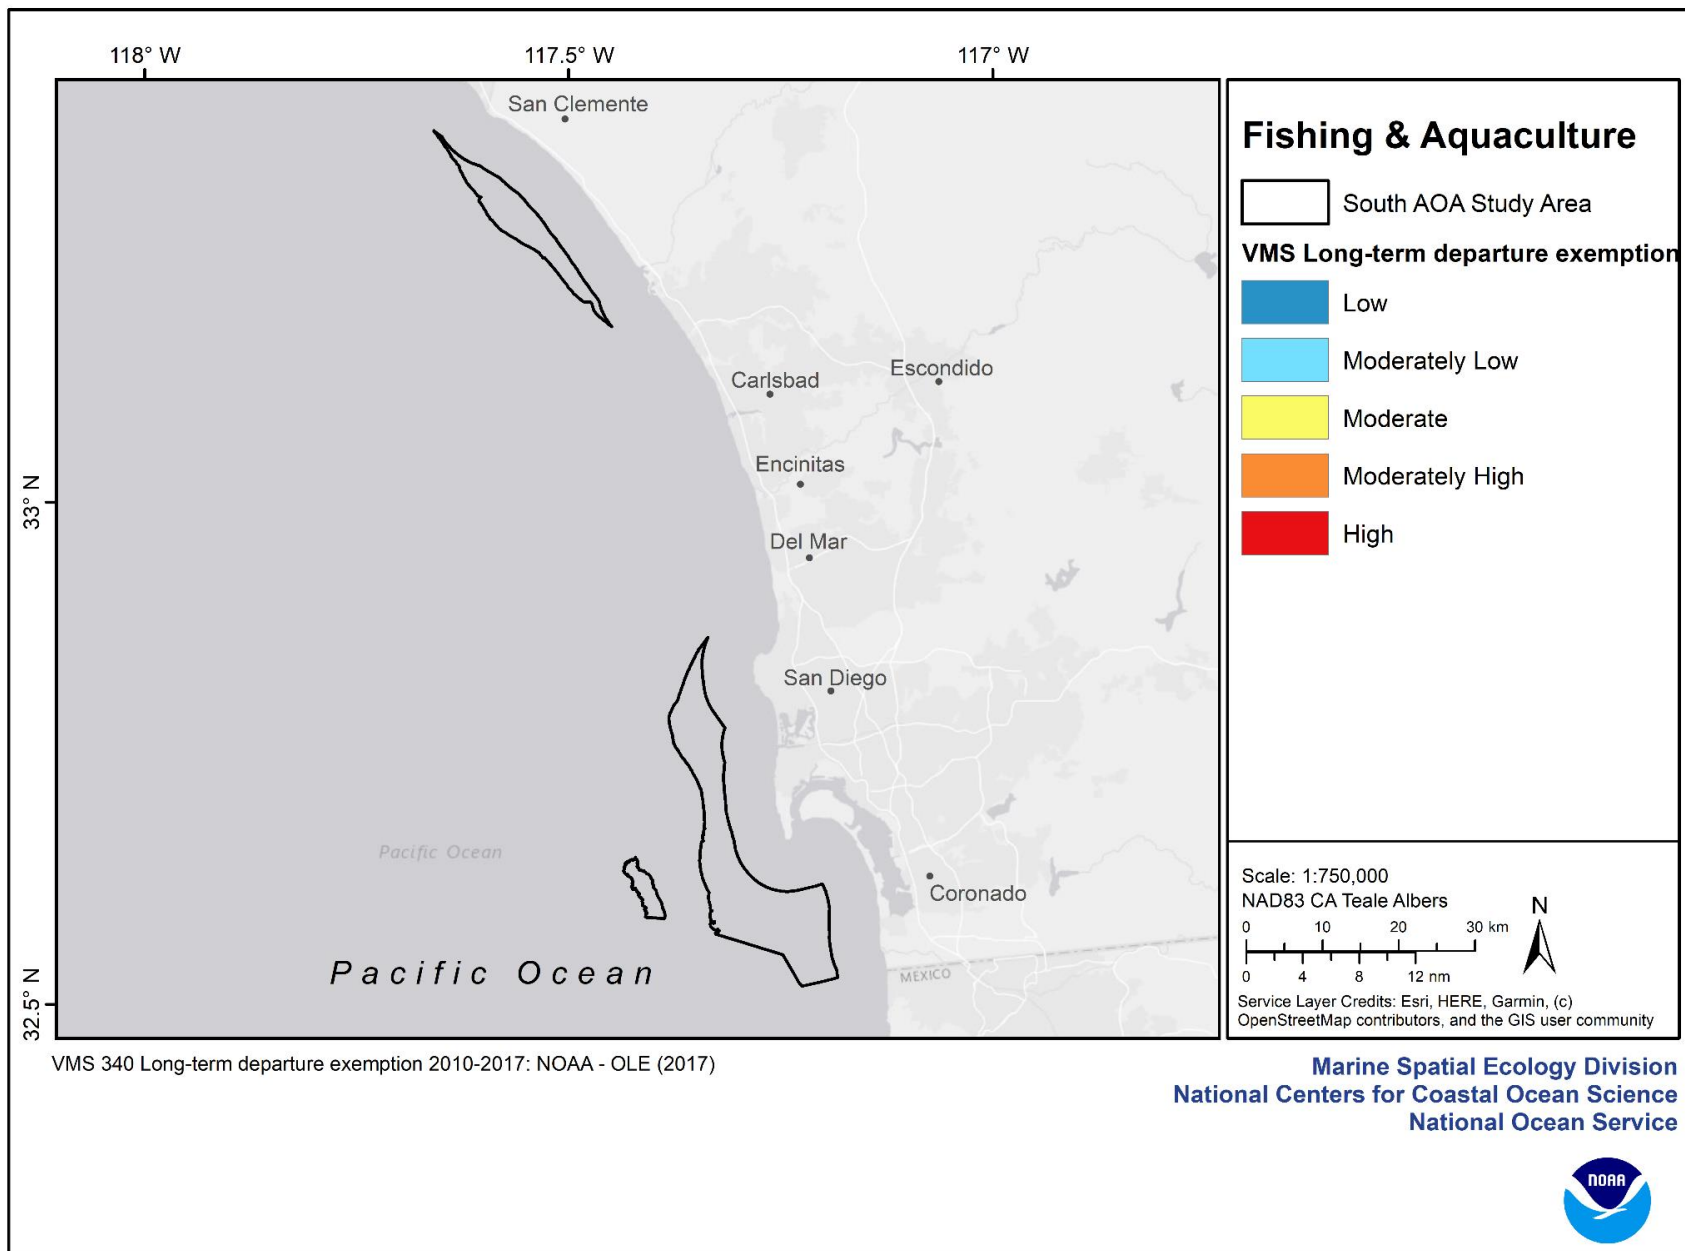 118° W
117.5° W
117° W
San Clemente
Carlsbad
Escondido
Encinitas
Del Mar
San Diego
Coronado
MEXICO
Pacific Ocean
Pacific Ocean
33° N
32.5° N
Fishing & Aquaculture
South AOA Study Area
VMS Long-term departure exemption
Low
Moderately Low
Moderate
Moderately High
High
Scale: 1:750,000
NAD83 CA Teale Albers
0 10 20 30 km
0 4 8 12 nm
N
Service Layer Credits: Esri, HERE, Garmin, (c)
OpenStreetMap contributors, and the GIS user community
VMS 340 Long-term departure exemption 2010-2017: NOAA - OLE (2017)
Marine Spatial Ecology Division
National Centers for Coastal Ocean Science
National Ocean Service
NOAA